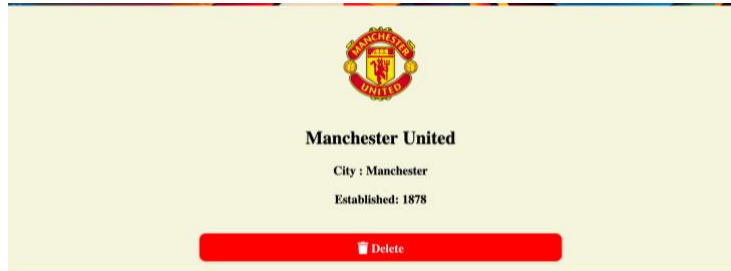 MANCHESTER
UNITED
Manchester United
City : Manchester
Established: 1878
Delete